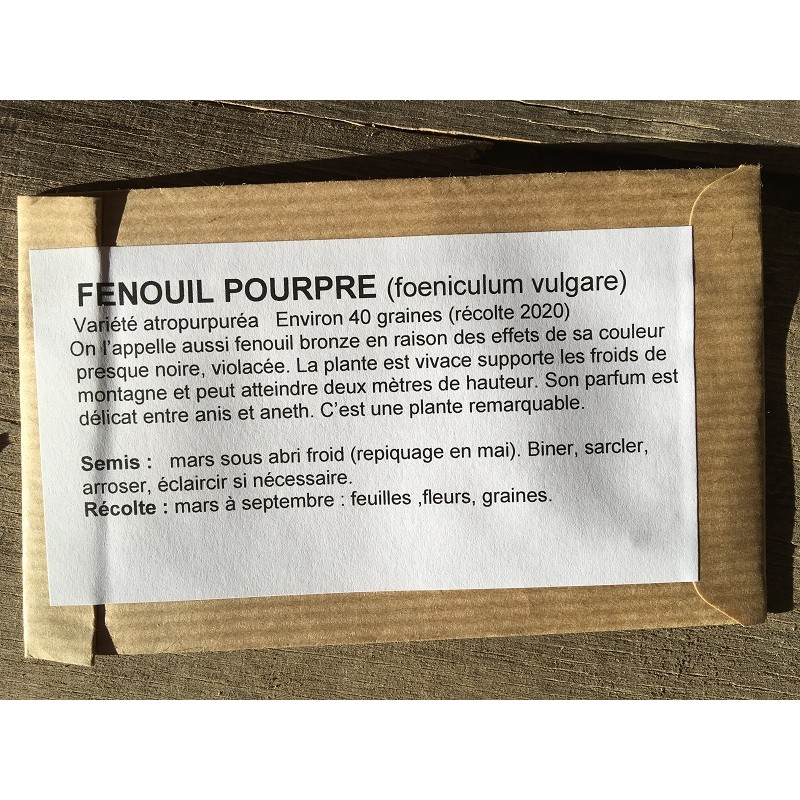 FENOUIL POURPRE (foeniculum vulgare)
Variété atropurpuréa Environ 40 graines (récolte 2020)
On l'appelle aussi fenouil bronze en raison des effets de sa couleur
presque noire, violacée. La plante est vivace supporte les froids de
montagne et peut atteindre deux mètres de hauteur. Son parfum est
délicat entre anis et aneth. C'est une plante remarquable.
Semis : mars sous abri froid (repiquage en mai). Biner, sarcler,
arroser, éclaircir si nécessaire.
Récolte : mars à septembre : feuilles ,fleurs, graines.